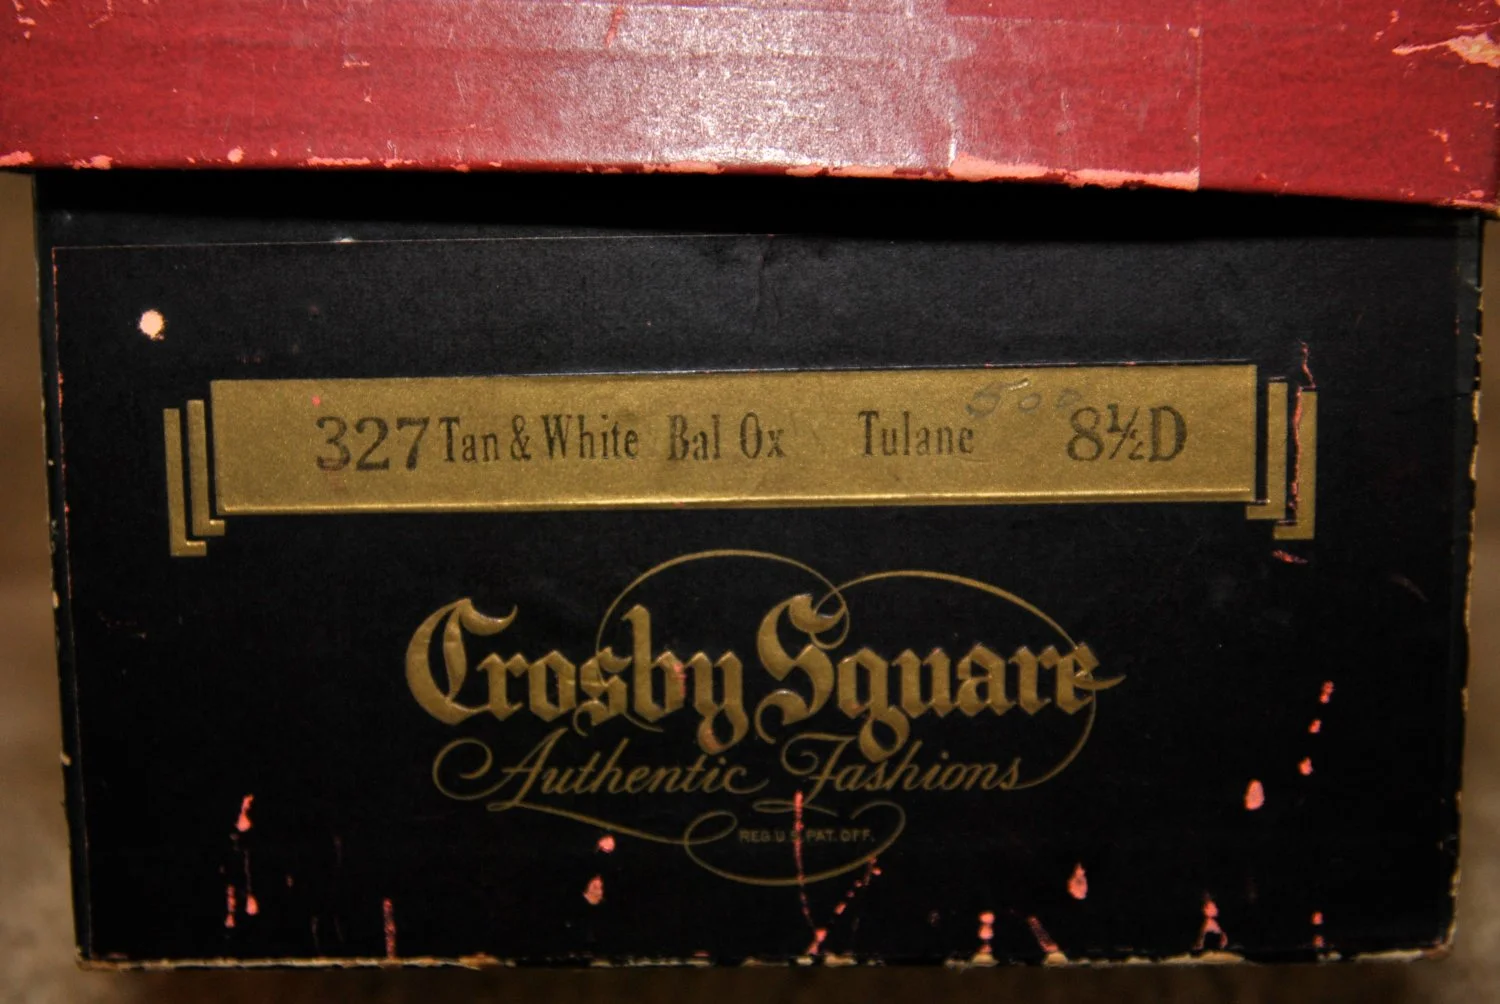 327 Tan & White Bal Ox Tulane 8½D
Crosby Square
Authentic Fashions
REG. U.S. PAT. OFF.